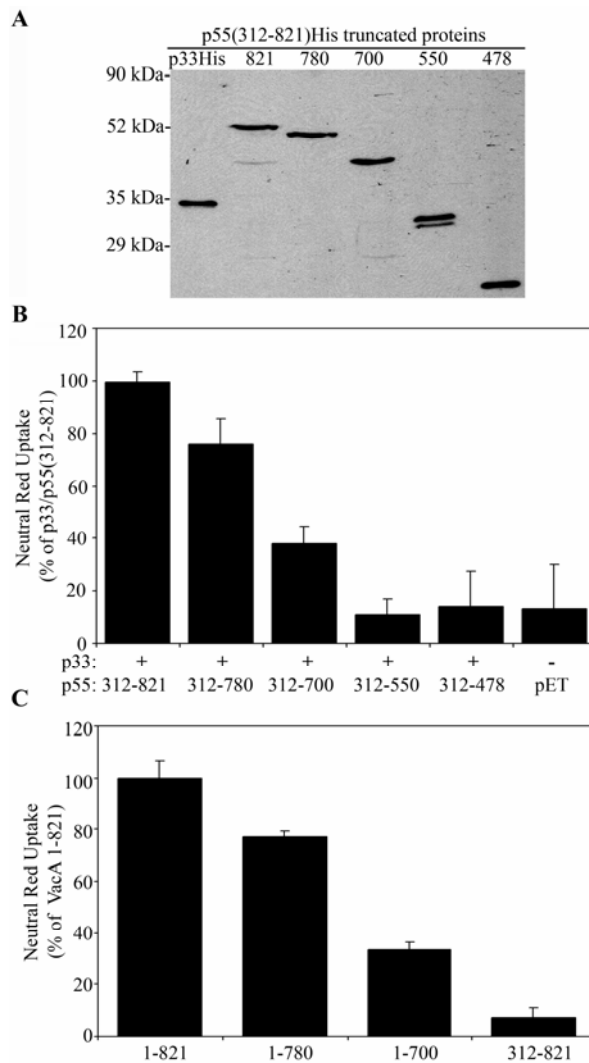 A
p55(312-821)His truncated proteins
p33His 821 780 700 550 478
90 kDa-
52 kDa-
35 kDa-
29 kDa-
B
120
100
80
60
40
20
0
Neutral Red Uptake
(% of p33/p55(312-821)
p33: + + + + + -
p55: 312-821 312-780 312-700 312-550 312-478 pET
C
120
100
80
60
40
20
0
Neutral Red Uptake
(% of VacA 1-821)
1-821 1-780 1-700 312-821